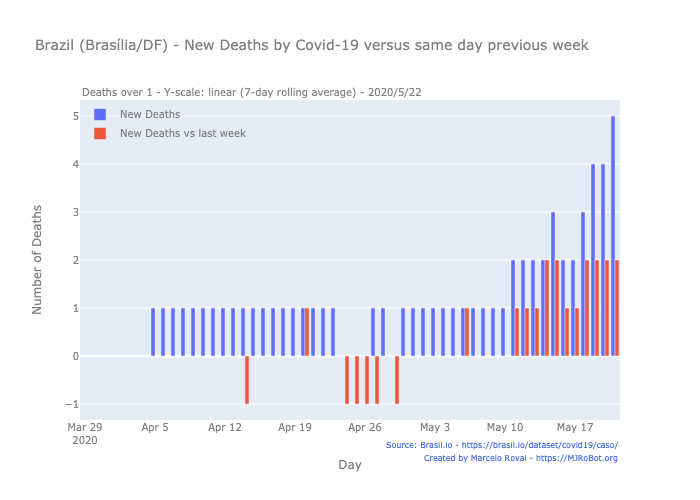 Brazil (Brasília/DF) - New Deaths by Covid-19 versus same day previous week
Deaths over 1 - Y-scale: linear (7-day rolling average) - 2020/5/22
New Deaths
New Deaths vs last week
Number of Deaths
5
4
3
2
1
0
−1
Mar 29 Apr 5 Apr 12 Apr 19 Apr 26 May 3 May 10 May 17
2020
Source: Brasil.io - https://brasil.io/dataset/covid19/caso/
Created by Marcelo Rovai - https://MJRoBot.org
Day